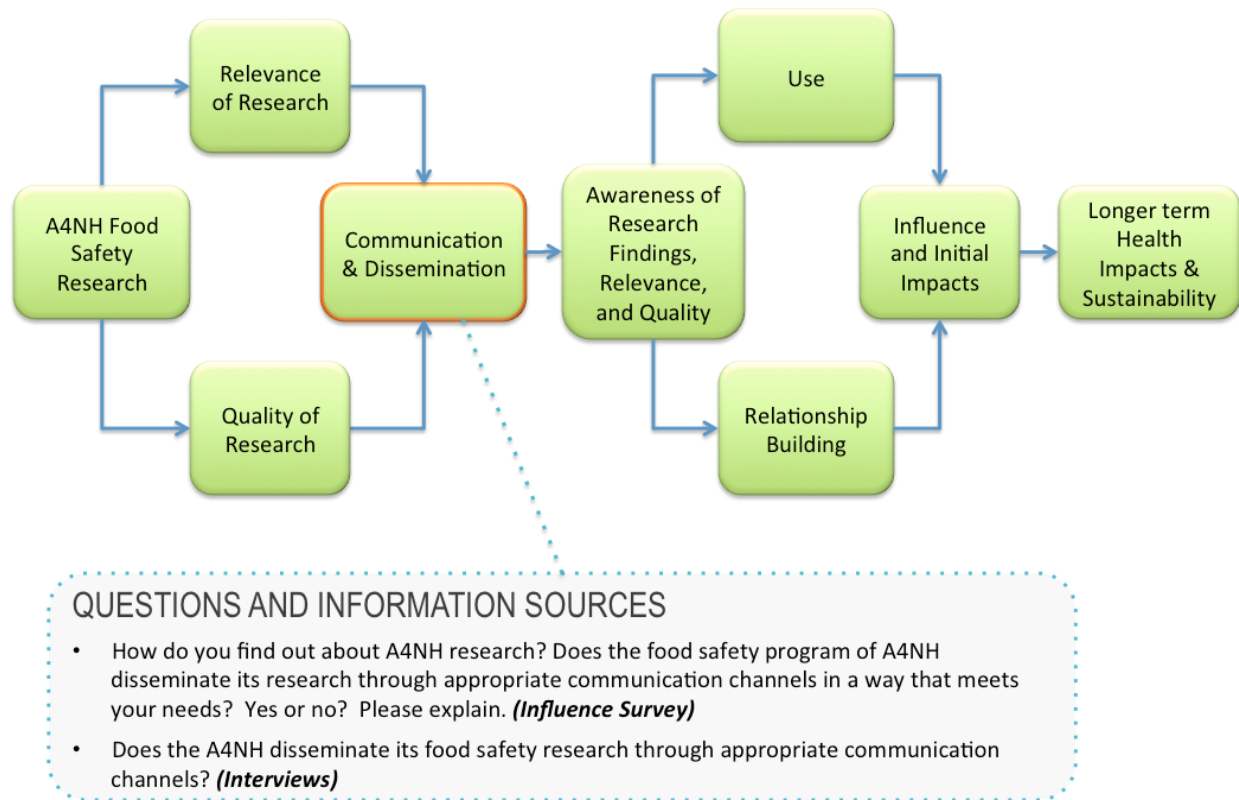 Relevance
of Research
Use
A4NH Food
Safety
Research
Communication
& Dissemination
Awareness of
Research
Findings,
Relevance,
and Quality
Influence
and Initial
Impacts
Longer term
Health
Impacts &
Sustainability
Quality of
Research
Relationship
Building
QUESTIONS AND INFORMATION SOURCES
• How do you find out about A4NH research? Does the food safety program of A4NH
disseminate its research through appropriate communication channels in a way that meets
your needs?  Yes or no?  Please explain. (Influence Survey)
• Does the A4NH disseminate its food safety research through appropriate communication
channels? (Interviews)